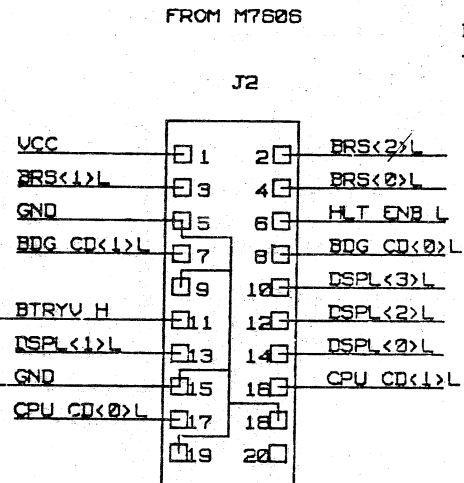 FROM M7606
J2
VCC 1 2 BRS<2>L
BRS<1>L 3 4 BRS<0>L
GND 5 6 HLT ENB L
BDG CD<1>L 7 8 BDG CD<0>L
9 10 DSPL<3>L
BTRYV H 11 12 DSPL<2>L
DSPL<1>L 13 14 DSPL<0>L
GND 15 16 CPU CD<1>L
CPU CD<0>L 17 18
19 20